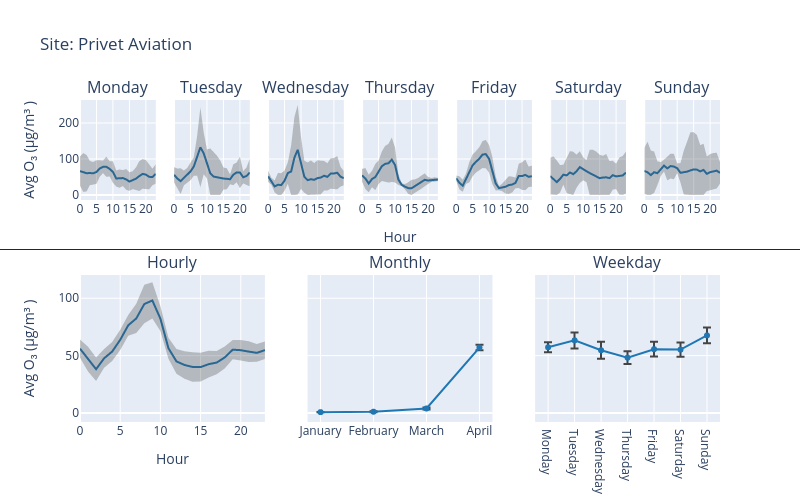 Site: Privet Aviation
Monday Tuesday Wednesday Thursday Friday Saturday Sunday
Avg O₃ (µg/m³ )
200
100
0
0 5 10 15 20 0 5 10 15 20 0 5 10 15 20 0 5 10 15 20 0 5 10 15 20 0 5 10 15 20 0 5 10 15 20
Hour
Hourly Monthly Weekday
Avg O₃ (µg/m³ )
100
50
0
0 5 10 15 20
January February March April
Monday Tuesday Wednesday Thursday Friday Saturday Sunday
Hour